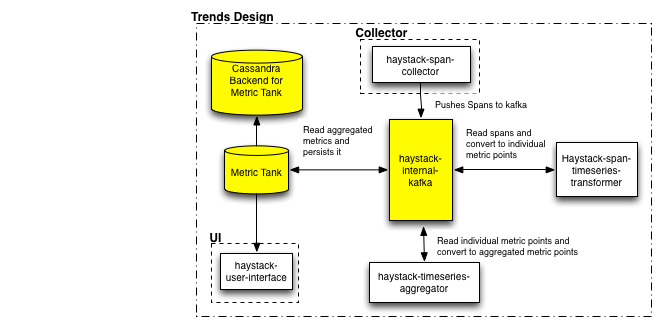 Trends Design
Collector
Cassandra
Backend for
Metric Tank
haystack-span-
collector
Pushes Spans to kafka
Read aggregated
metrics and
persists it
Read spans and
convert to individual
metric points
haystack-
internal-
kafka
Haystack-span-
timeseries-
transformer
Metric Tank
UI
haystack-
user-interface
Read individual metric points and
convert to aggregated metric points
haystack-timeseries-
aggregator